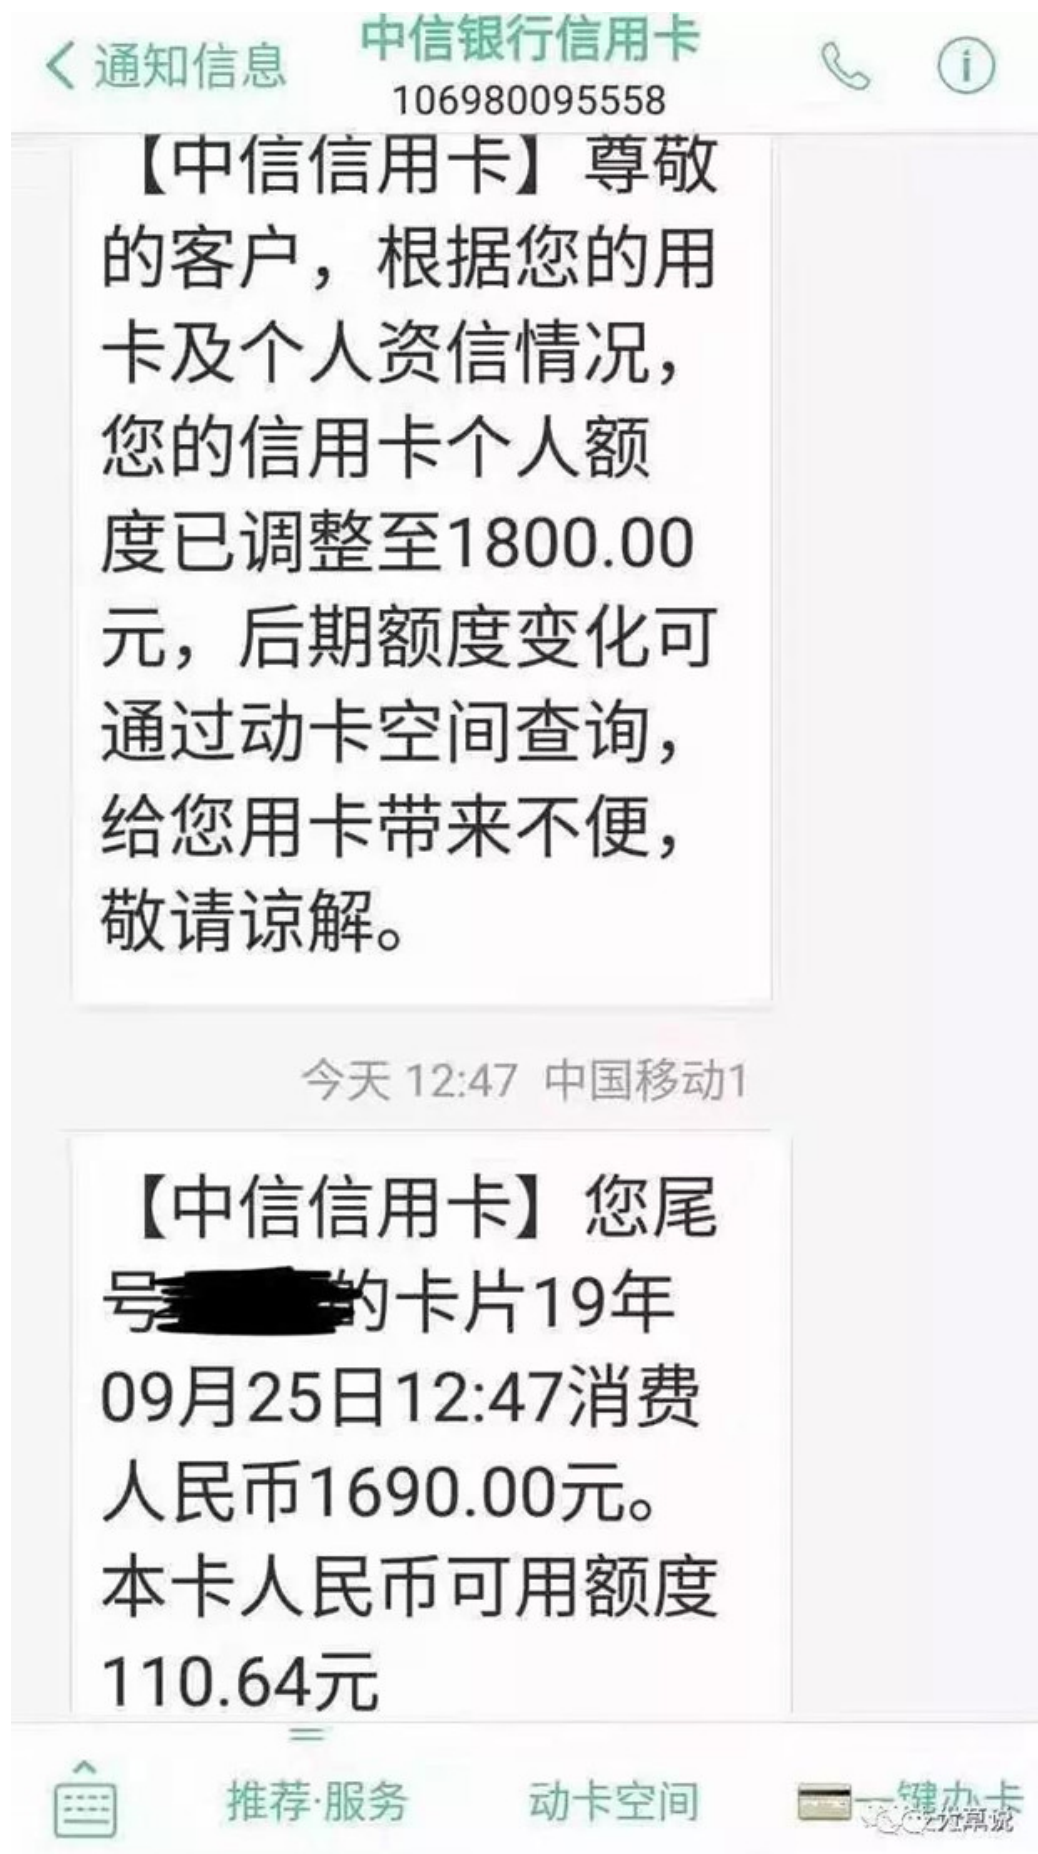 通知信息
中信银行信用卡
106980095558
【中信信用卡】尊敬
的客户，根据您的用
卡及个人资信情况，
您的信用卡个人额
度已调整至1800.00
元，后期额度变化可
通过动卡空间查询，
给您用卡带来不便，
敬请谅解。
今天 12:47 中国移动1
【中信信用卡】您尾
号 的卡片19年
09月25日12:47消费
人民币1690.00元。
本卡人民币可用额度
110.64元
推荐·服务
动卡空间
一键办卡